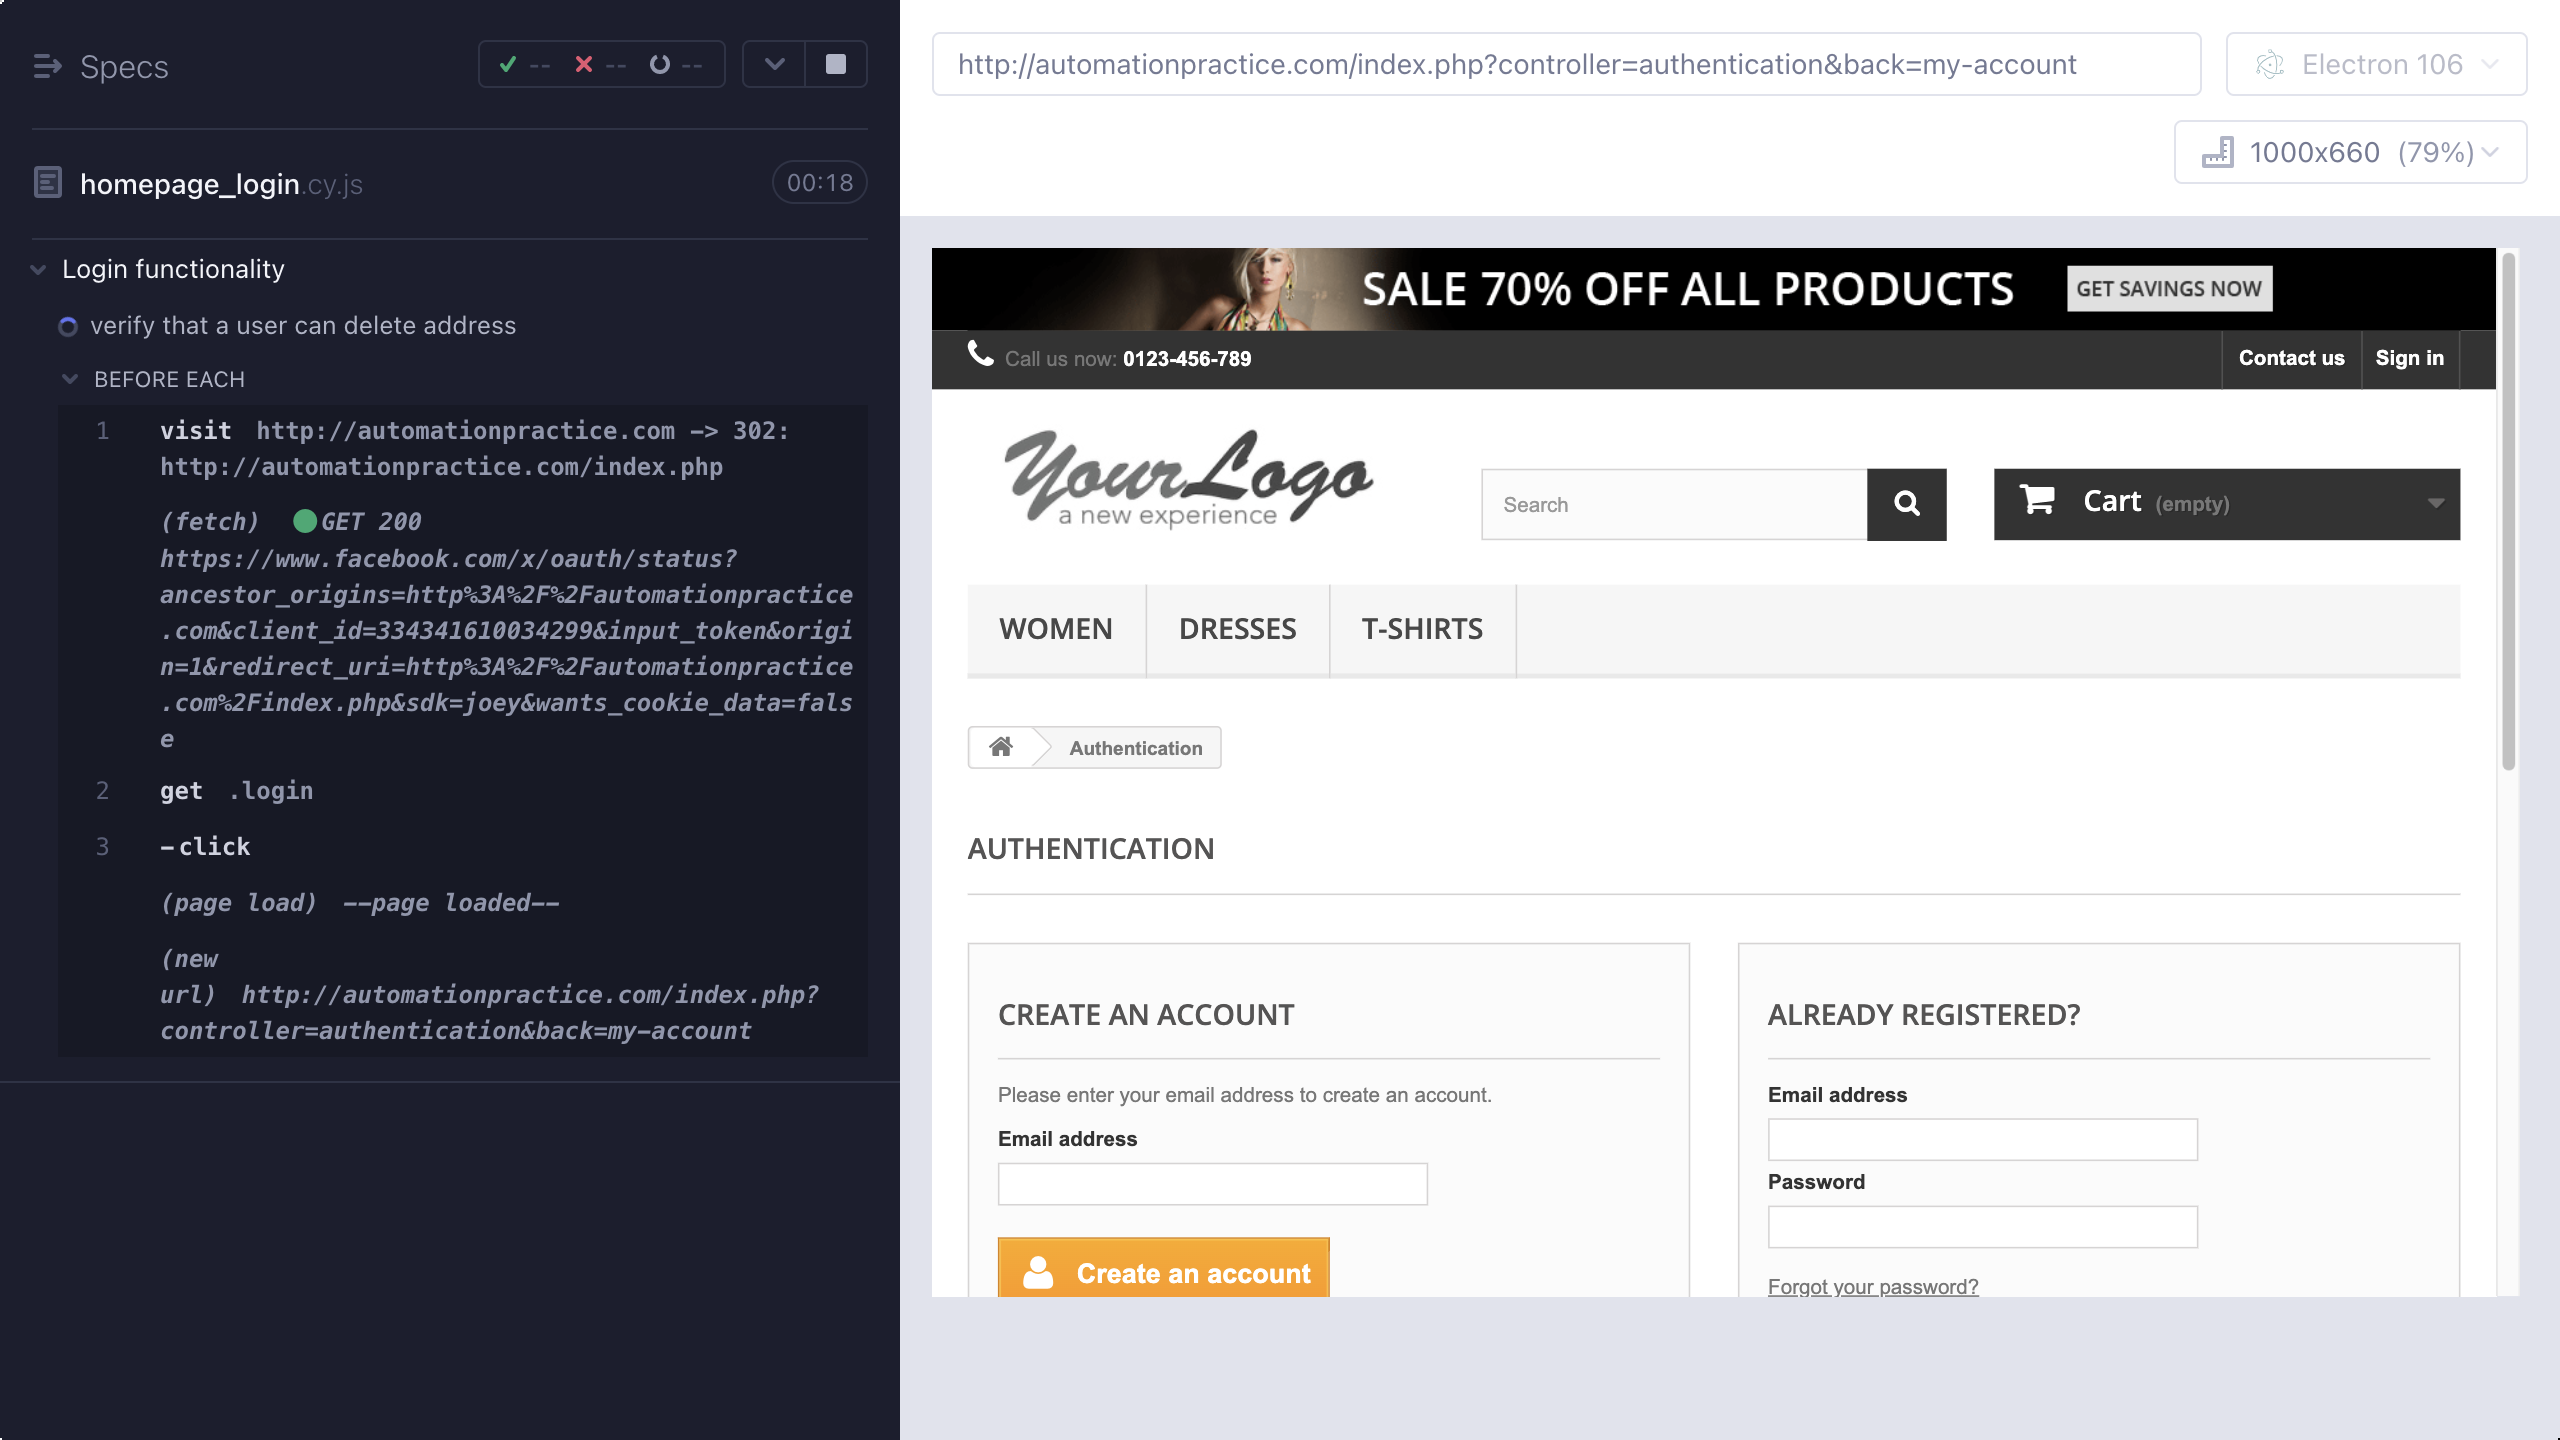 Specs
-- -- --
homepage_login.cy.js 00:18
Login functionality
verify that a user can delete address
BEFORE EACH
1 visit http://automationpractice.com -> 302:
http://automationpractice.com/index.php
(fetch) GET 200
https://www.facebook.com/x/oauth/status?
ancestor_origins=http%3A%2F%2Fautomationpractice
.com&client_id=334341610034299&input_token&origi
n=1&redirect_uri=http%3A%2F%2Fautomationpractice
.com%2Findex.php&sdk=joey&wants_cookie_data=fals
e
2 get .login
3 -click
(page load) --page loaded--
(new
url) http://automationpractice.com/index.php?
controller=authentication&back=my-account
http://automationpractice.com/index.php?controller=authentication&back=my-account
Electron 106
1000x660 (79%)
SALE 70% OFF ALL PRODUCTS GET SAVINGS NOW
Call us now: 0123-456-789 Contact us Sign in
YourLogo
a new experience
Search
Cart (empty)
WOMEN DRESSES T-SHIRTS
Authentication
AUTHENTICATION
CREATE AN ACCOUNT
Please enter your email address to create an account.
Email address
Create an account
ALREADY REGISTERED?
Email address
Password
Forgot your password?